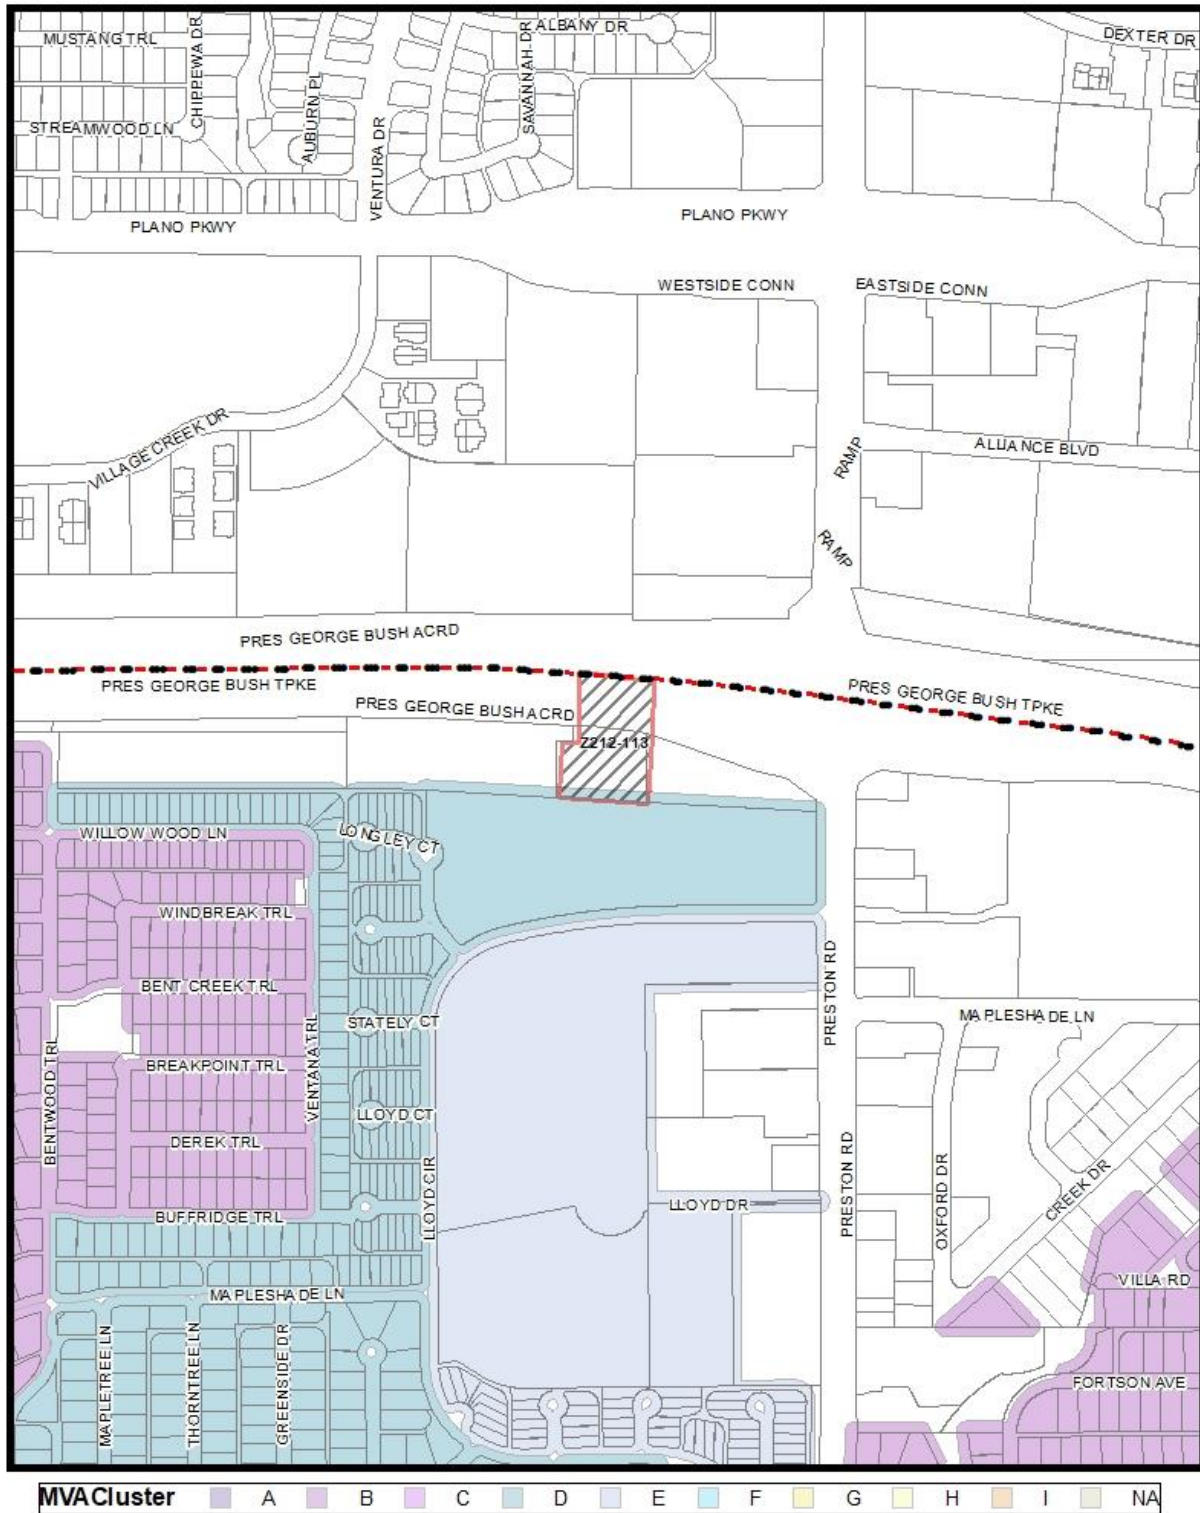 ALBANY DR
DEXTER DR
MUSTANG TRL
CHIPPEWA DR
AUBURN PL
SAVANNAH DR
STREAMWOOD LN
VENTURA DR
PLANO PKWY
PLANO PKWY
WESTSIDE CONN
EASTSIDE CONN
VILLAGE CREEK DR
ALLIANCE BLVD
RAMP
RAMP
PRES GEORGE BUSH ACRD
PRES GEORGE BUSH TPKE
PRES GEORGE BUSH TPKE
PRES GEORGE BUSH ACRD
Z212-113
WILLOW WOOD LN
LONGLEY CT
WINDBREAK TRL
BENT CREEK TRL
PRESTON RD
STATELY CT
MAPLESHADE LN
VENTANA TRL
BREAKPOINT TRL
BENTWOOD TRL
LLOYD CT
DEREK TRL
LLOYD CIR
PRESTON RD
OXFORD DR
CREEK DR
LLOYD DR
BUFFRIDGE TRL
VILLA RD
MAPLESHADE LN
MAPLETREE LN
THORNTREE LN
GREENSIDE DR
FORTSON AVE
MVACluster A B C D E F G H I NA